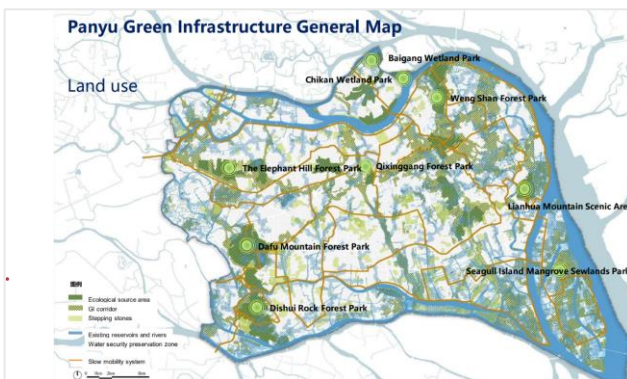 Panyu Green Infrastructure General Map
Land use
Baigang Wetland Park
Chikan Wetland Park
Weng Shan Forest Park
The Elephant Hill Forest Park
Qixinggang Forest Park
Lianhua Mountain Scenic Area
Dafu Mountain Forest Park
Seagull Island Mangrove Sewlands Park
Dishui Rock Forest Park
图例
Ecological source area
GI corridor
Stepping stones
Existing reservoirs and rivers
Water security preservation zone
Slow mobility system